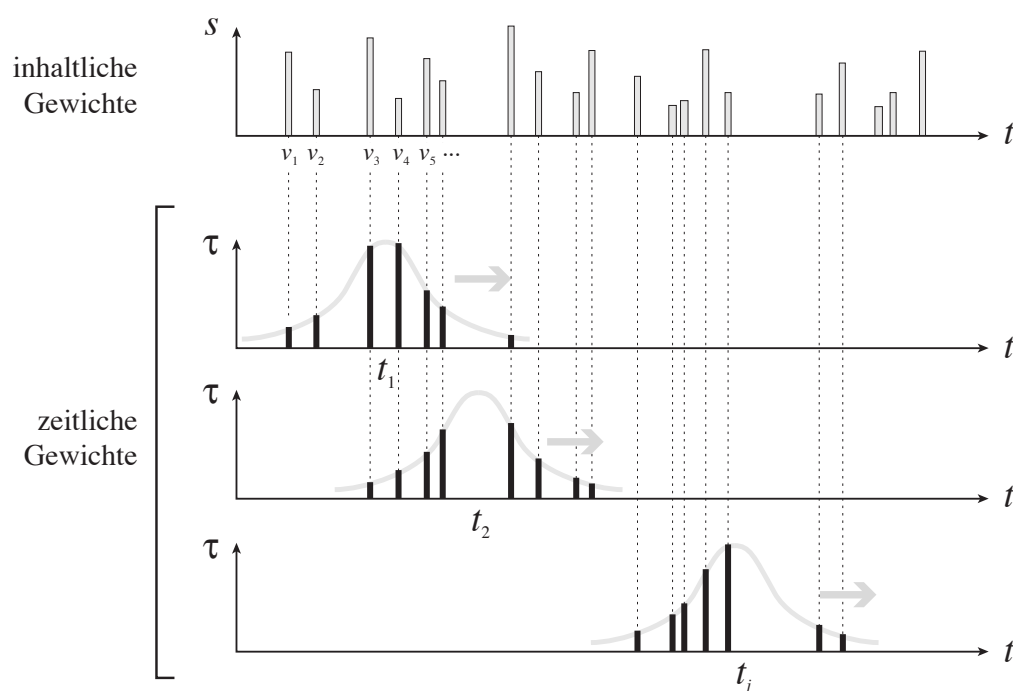 s
inhaltliche
Gewichte
t
v₁ v₂ v₃ v₄ v₅ ...
τ
t
t₁
zeitliche
Gewichte
τ
t
t₂
τ
t
tᵢ